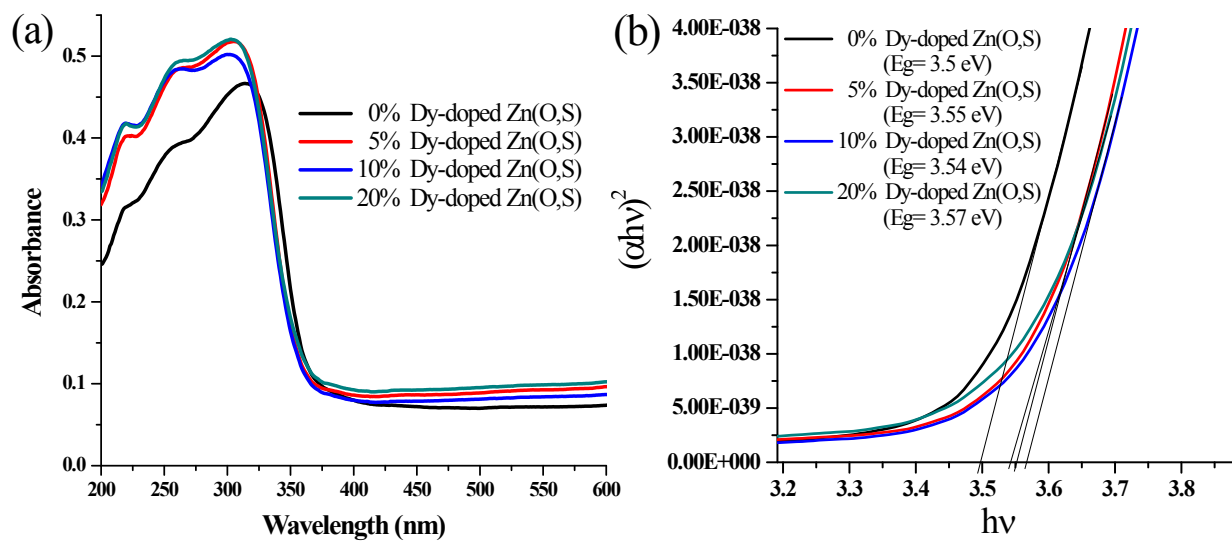 (a)
Absorbance
0.5
0.4
0.3
0.2
0.1
0.0
200 250 300 350 400 450 500 550 600
Wavelength (nm)
0% Dy-doped Zn(O,S)
5% Dy-doped Zn(O,S)
10% Dy-doped Zn(O,S)
20% Dy-doped Zn(O,S)
(b)
(αhν)²
4.00E-038
3.50E-038
3.00E-038
2.50E-038
2.00E-038
1.50E-038
1.00E-038
5.00E-039
0.00E+000
3.2 3.3 3.4 3.5 3.6 3.7 3.8
hν
0% Dy-doped Zn(O,S)
(Eg= 3.5 eV)
5% Dy-doped Zn(O,S)
(Eg= 3.55 eV)
10% Dy-doped Zn(O,S)
(Eg= 3.54 eV)
20% Dy-doped Zn(O,S)
(Eg= 3.57 eV)